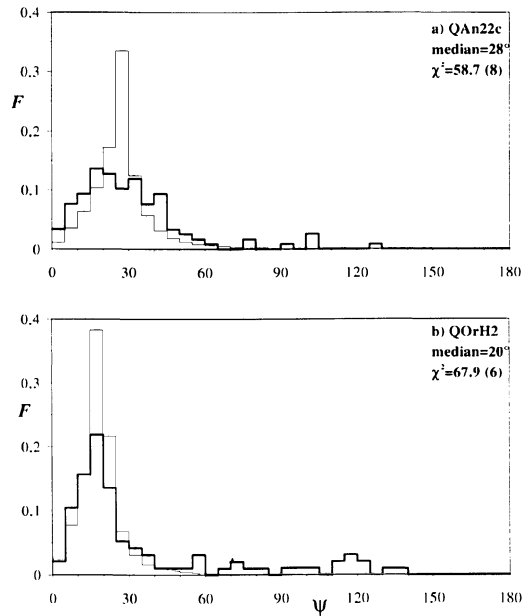 0.4
a) QAn22c
median=28°
χ²=58.7 (8)
0.3
F
0.2
0.1
0
0 30 60 90 120 150 180
0.4
b) QOrH2
median=20°
χ²=67.9 (6)
0.3
F
0.2
0.1
0
0 30 60 90 120 150 180
ψ